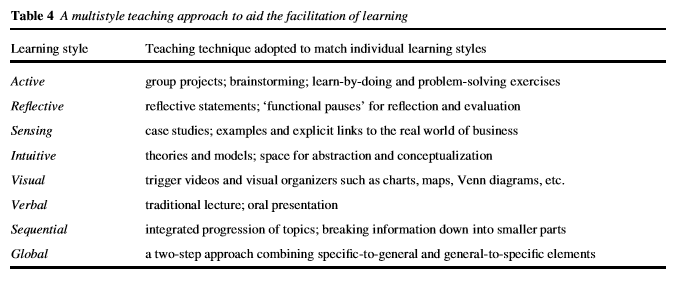 Table 4 A multistyle teaching approach to aid the facilitation of learning
Learning style Teaching technique adopted to match individual learning styles
Active group projects; brainstorming; learn-by-doing and problem-solving exercises
Reflective reflective statements; ‘functional pauses’ for reflection and evaluation
Sensing case studies; examples and explicit links to the real world of business
Intuitive theories and models; space for abstraction and conceptualization
Visual trigger videos and visual organizers such as charts, maps, Venn diagrams, etc.
Verbal traditional lecture; oral presentation
Sequential integrated progression of topics; breaking information down into smaller parts
Global a two-step approach combining specific-to-general and general-to-specific elements